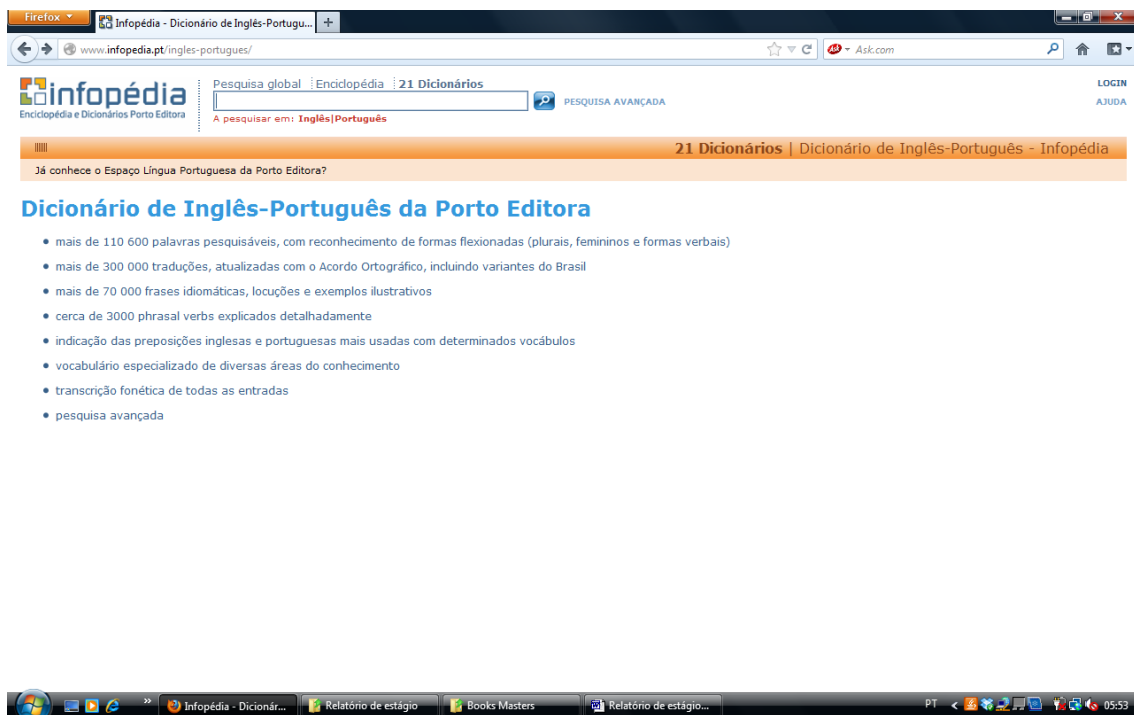 Firefox
Infopédia - Dicionário de Inglês-Portugu...
www.infopedia.pt/ingles-portugues/
Ask.com
infopédia
Enciclopédia e Dicionários Porto Editora
Pesquisa global Enciclopédia 21 Dicionários
PESQUISA AVANÇADA
A pesquisar em: Inglês|Português
LOGIN
AJUDA
21 Dicionários | Dicionário de Inglês-Português - Infopédia
Já conhece o Espaço Língua Portuguesa da Porto Editora?
Dicionário de Inglês-Português da Porto Editora
• mais de 110 600 palavras pesquisáveis, com reconhecimento de formas flexionadas (plurais, femininos e formas verbais)
• mais de 300 000 traduções, atualizadas com o Acordo Ortográfico, incluindo variantes do Brasil
• mais de 70 000 frases idiomáticas, locuções e exemplos ilustrativos
• cerca de 3000 phrasal verbs explicados detalhadamente
• indicação das preposições inglesas e portuguesas mais usadas com determinados vocábulos
• vocabulário especializado de diversas áreas do conhecimento
• transcrição fonética de todas as entradas
• pesquisa avançada
Infopédia - Dicionár...
Relatório de estágio
Books Masters
Relatório de estágio...
PT
05:53